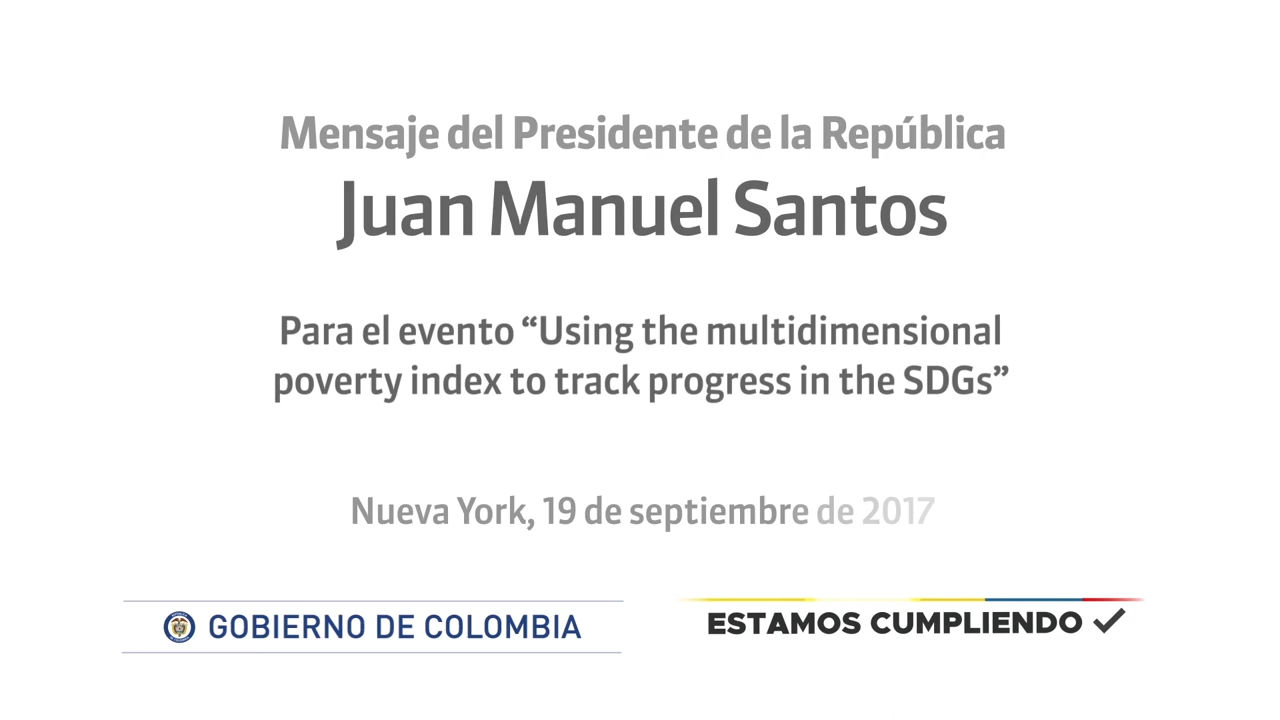 Mensaje del Presidente de la República
Juan Manuel Santos
Para el evento “Using the multidimensional
poverty index to track progress in the SDGs”
Nueva York, 19 de septiembre de 2017
GOBIERNO DE COLOMBIA
ESTAMOS CUMPLIENDO